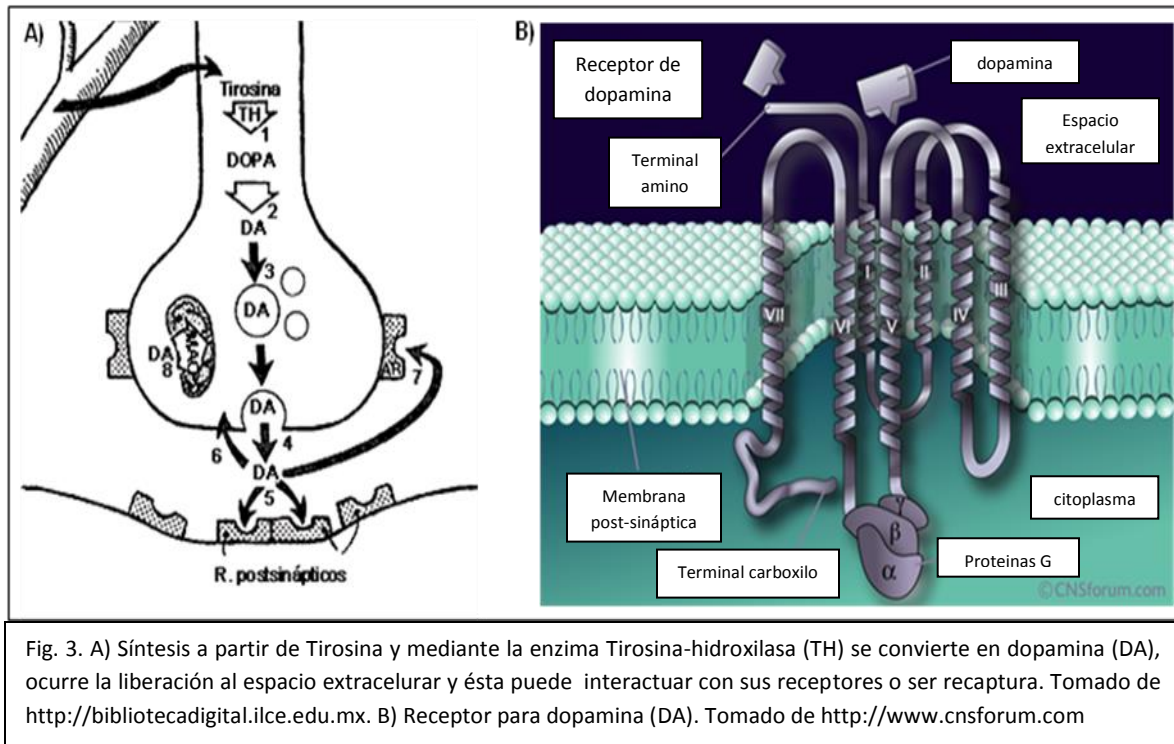 A)
Tirosina
TH
1
DOPA
2
DA
3
DA
MAO
DA
8
AR
7
DA
4
6
DA
5
R. postsinápticos
B)
Receptor de
dopamina
dopamina
Espacio
extracelular
Terminal
amino
I
II
III
VII
VI
V
IV
Membrana
post-sináptica
citoplasma
γ
β
α
Terminal carboxilo
Proteinas G
©CNSforum.com
Fig. 3. A) Síntesis a partir de Tirosina y mediante la enzima Tirosina-hidroxilasa (TH) se convierte en dopamina (DA),
ocurre la liberación al espacio extracelurar y ésta puede interactuar con sus receptores o ser recaptura. Tomado de
http://bibliotecadigital.ilce.edu.mx. B) Receptor para dopamina (DA). Tomado de http://www.cnsforum.com